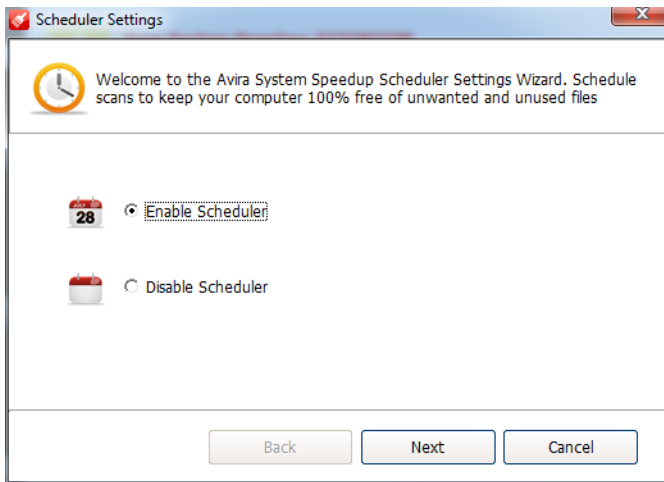 Scheduler Settings
Welcome to the Avira System Speedup Scheduler Settings Wizard. Schedule
scans to keep your computer 100% free of unwanted and unused files
JULY
28
Enable Scheduler
Disable Scheduler
Back
Next
Cancel